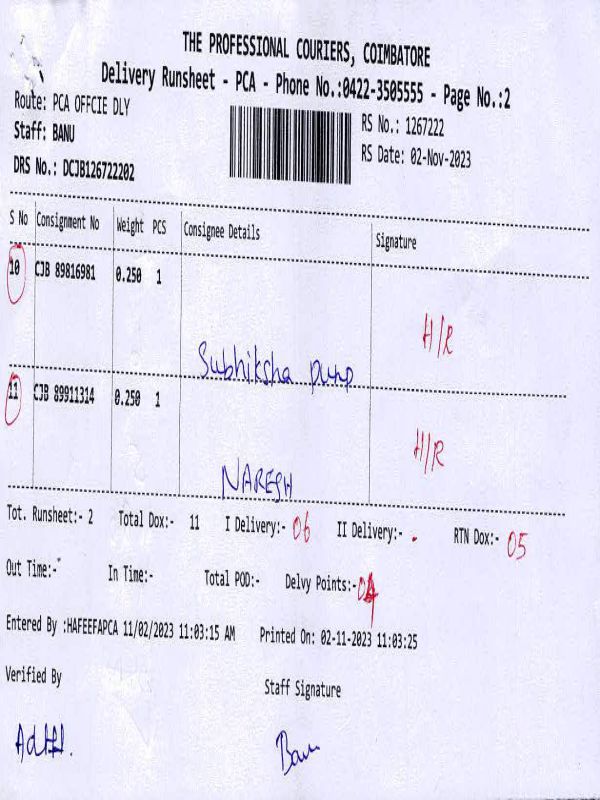 THE PROFESSIONAL COURIERS, COIMBATORE
Delivery Runsheet - PCA - Phone No.:0422-3505555 - Page No.:2
Route: PCA OFFCIE DLY
RS No.: 1267222
Staff: BANU
RS Date: 02-Nov-2023
DRS No.: DCJB126722202
S No Consignment No Weight PCS Consignee Details Signature
10 CJB 89816981 0.250 1 H/R
Subhiksha pump
11 CJB 89911314 0.250 1 H/R
NARESH
Tot. Runsheet:- 2 Total Dox:- 11 I Delivery:- 06 II Delivery:- . RTN Dox:- 05
Out Time:- In Time:- Total POD:- Delvy Points:-
Entered By :HAFEEFAPCA 11/02/2023 11:03:15 AM Printed On: 02-11-2023 11:03:25
Verified By Staff Signature